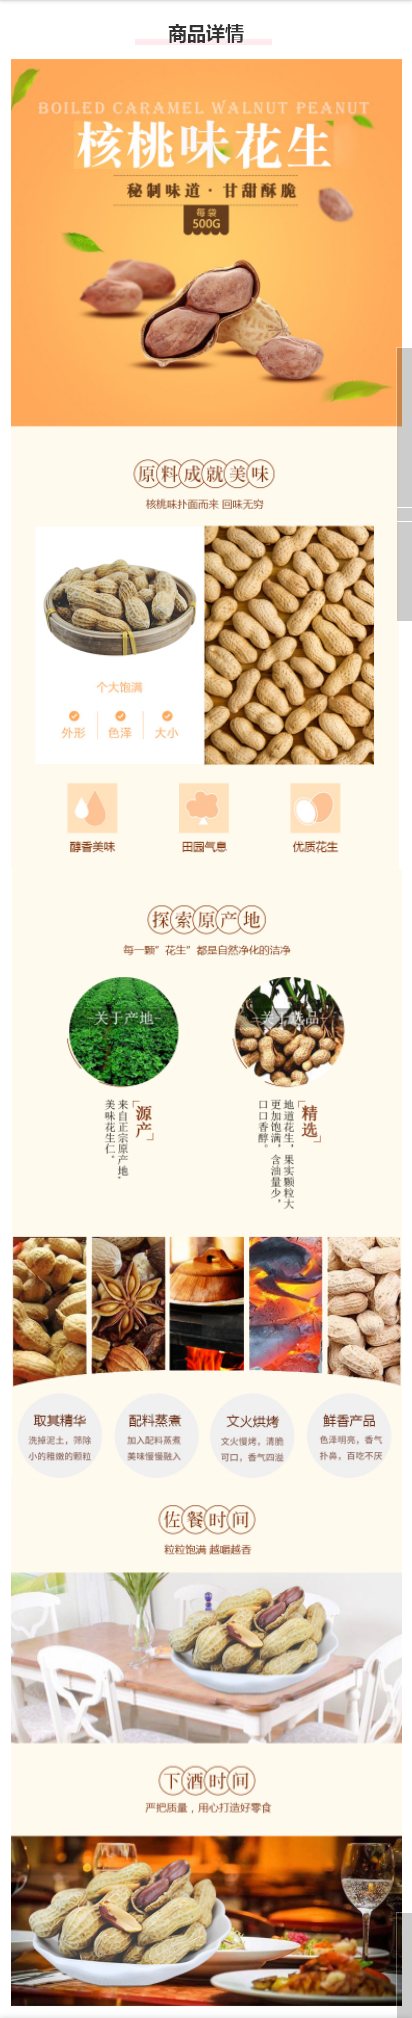 商品详情
BOILED CARAMEL WALNUT PEANUT
核桃味花生
秘制味道·甘甜酥脆
每袋
500G
原料成就美味
核桃味扑面而来 回味无穷
个大饱满
外形 色泽 大小
醇香美味 田园气息 优质花生
探索原产地
每一颗”花生”都是自然净化的洁净
关于产地
关于选品
源产
来自正宗原产地·
美味花生仁。
精选
地道花生，果实颗粒大
更加饱满，含油量少，
口口香醇。
取其精华
洗掉泥土，筛除
小的稚嫩的颗粒
配料蒸煮
加入配料蒸煮
美味慢慢融入
文火烘烤
文火慢烤，清脆
可口，香气四溢
鲜香产品
色泽明亮，香气
扑鼻，百吃不厌
佐餐时间
粒粒饱满 越嚼越香
下酒时间
严把质量，用心打造好零食